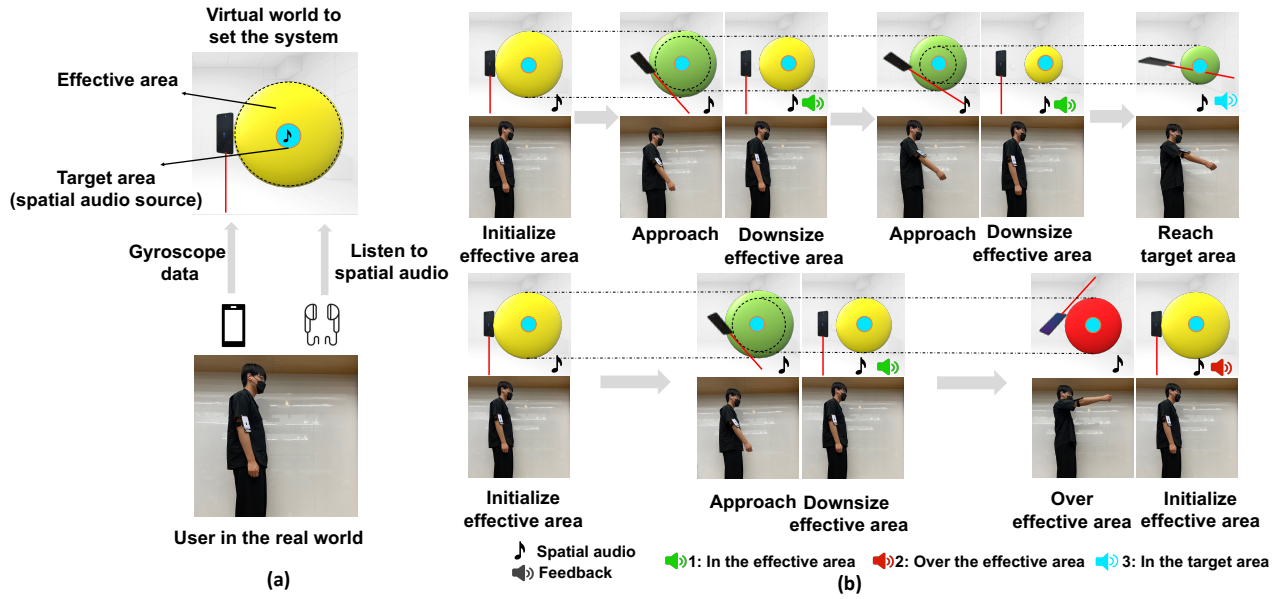 Virtual world to
set the system
Effective area
Target area
(spatial audio source)
Gyroscope
data
Listen to
spatial audio
User in the real world
(a)
Initialize
effective area
Approach
Downsize
effective area
Approach
Downsize
effective area
Reach
target area
Initialize
effective area
Approach
Downsize
effective area
Over
effective area
Initialize
effective area
Spatial audio
Feedback
1: In the effective area
2: Over the effective area
3: In the target area
(b)